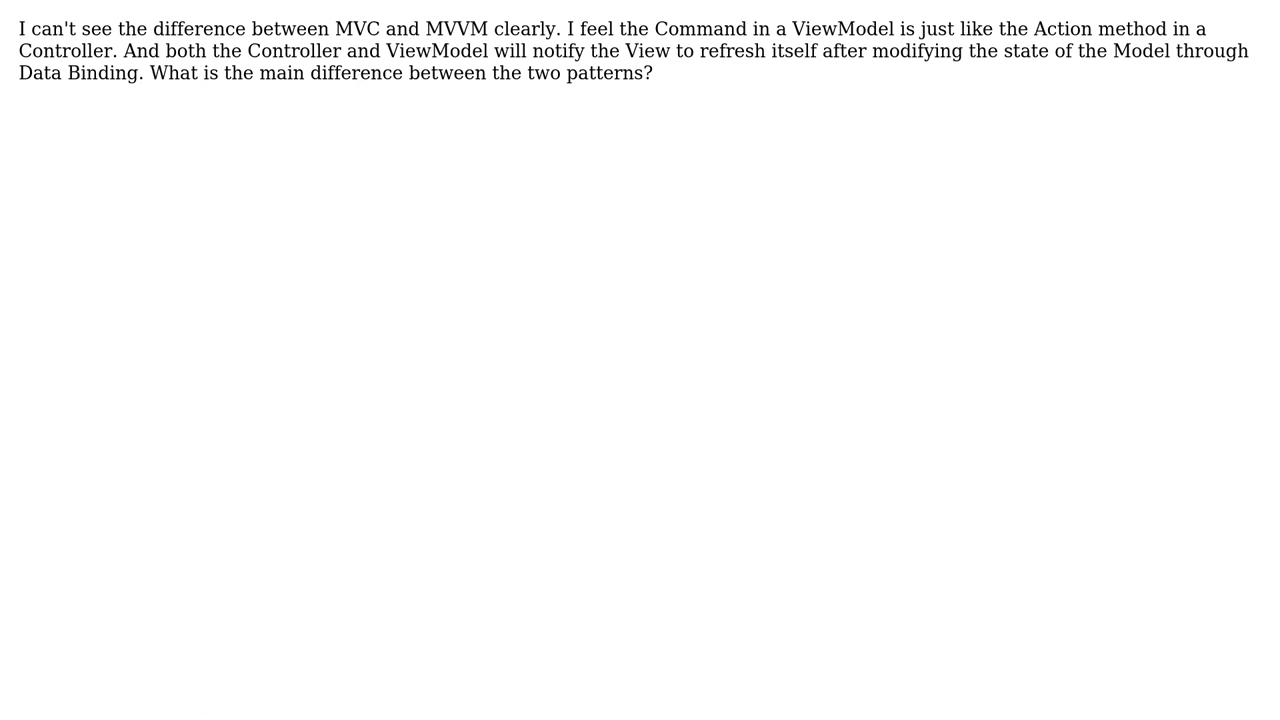 I can't see the difference between MVC and MVVM clearly. I feel the Command in a ViewModel is just like the Action method in a
Controller. And both the Controller and ViewModel will notify the View to refresh itself after modifying the state of the Model through
Data Binding. What is the main difference between the two patterns?